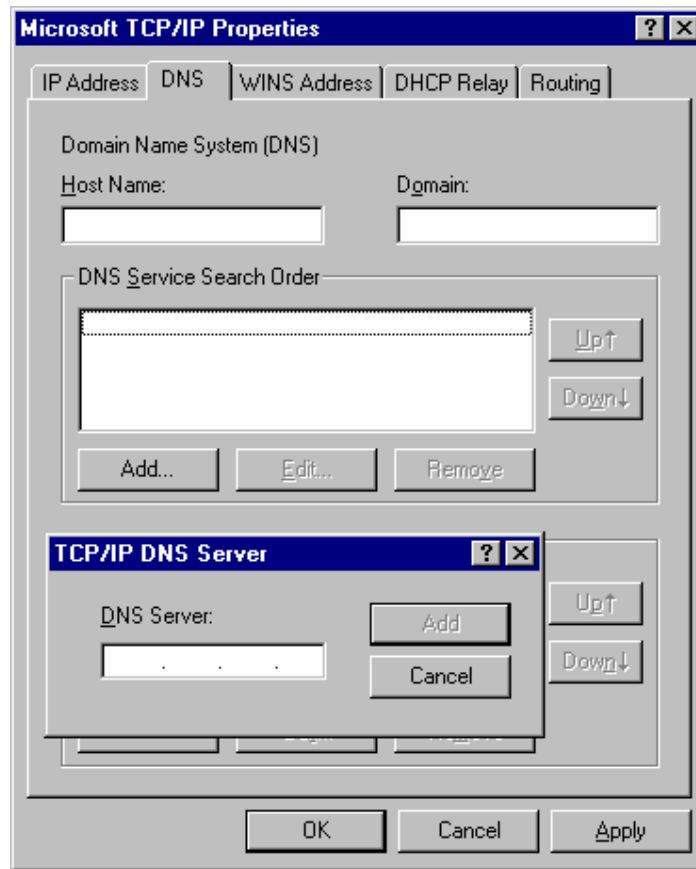 Microsoft TCP/IP Properties
IP Address DNS WINS Address DHCP Relay Routing
Domain Name System (DNS)
Host Name: Domain:
DNS Service Search Order
Up↑
Down↓
Add... Edit... Remove
TCP/IP DNS Server
DNS Server:
Add
. . .
Cancel
Up↑
Down↓
OK Cancel Apply